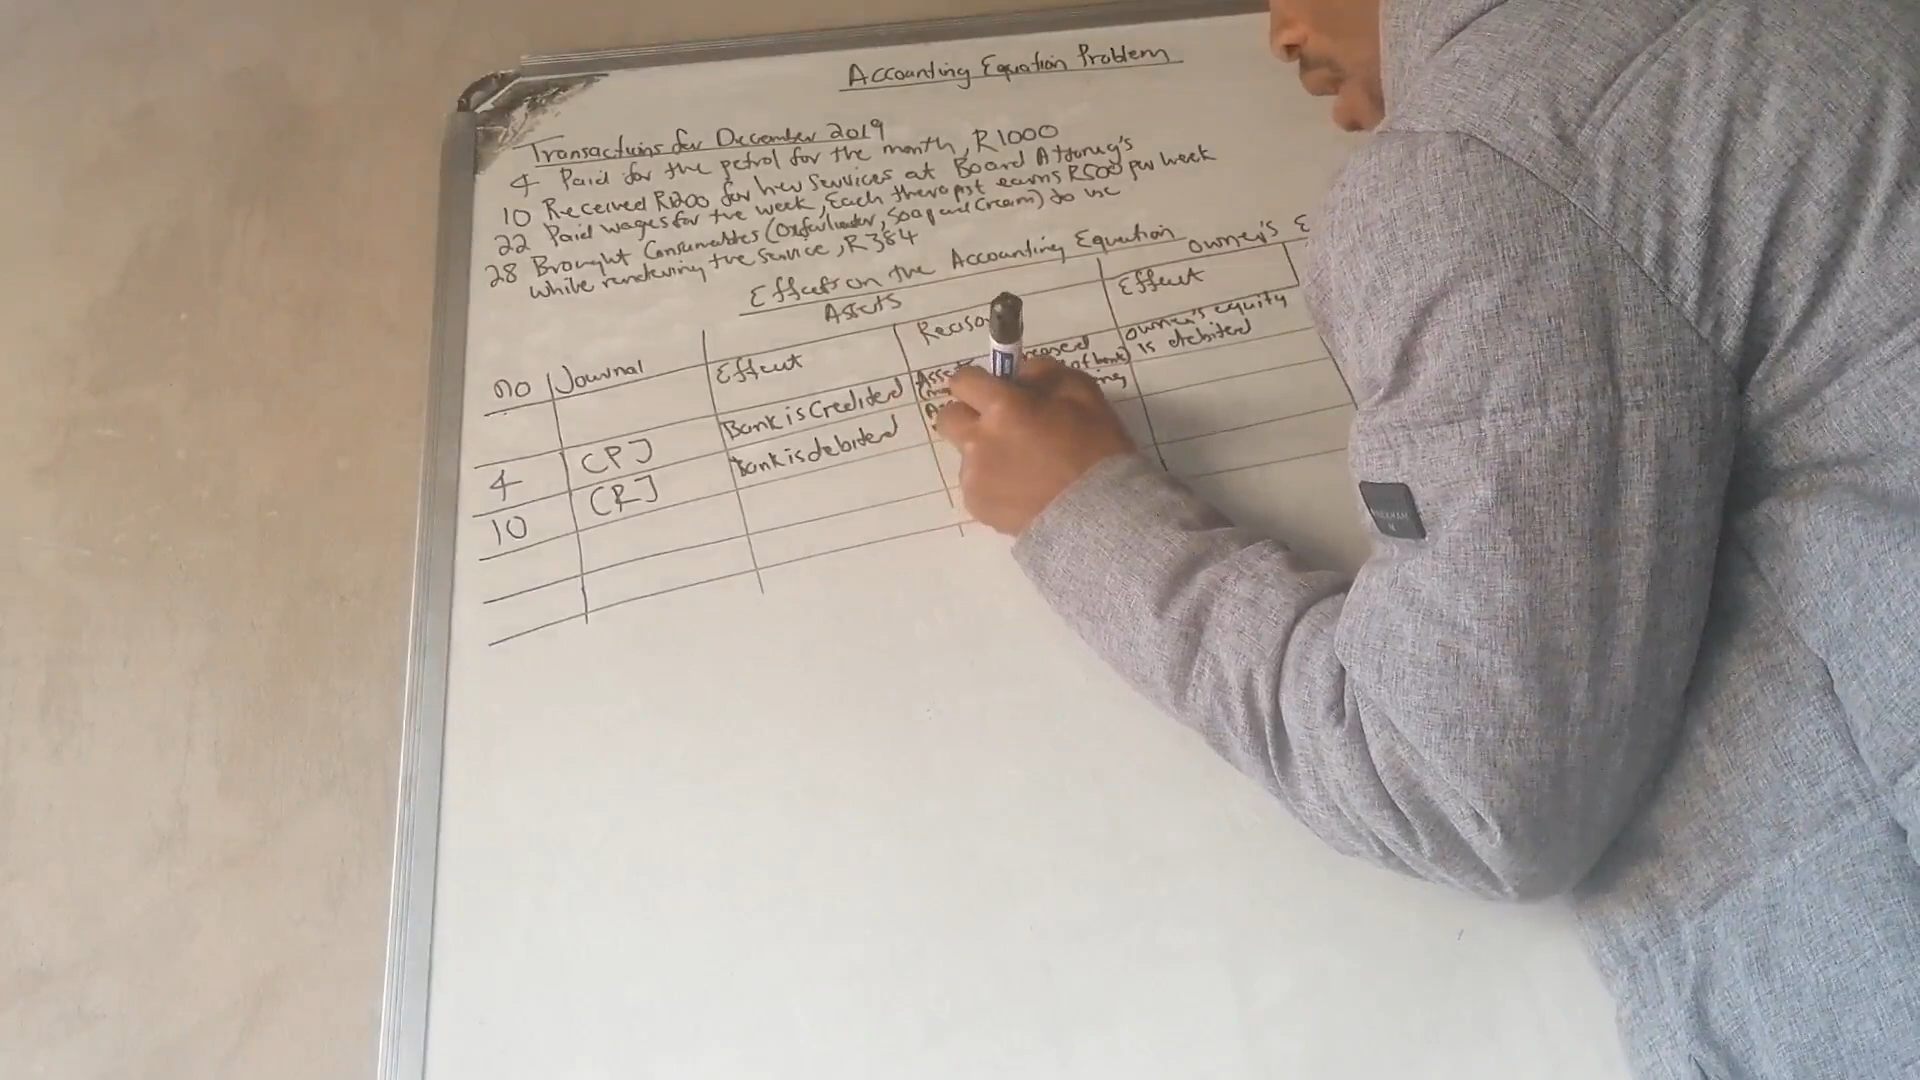 Accounting Equation Problem
Transactions for December 2019
4 Paid for the petrol for the month, R1000
10 Received R1200 for her services at Board Attorney's
22 Paid wages for the week, Each therapist earns R500 per week
28 Brought Consumables ( Soap and Cream) to use
while rendering the service, R384
Effects on the Accounting Equation
Assets owner's E
no Journal Effect Reaso Effect
4 CPJ Bank is Credited owner's equity is debited
10 CRJ Bank is debited